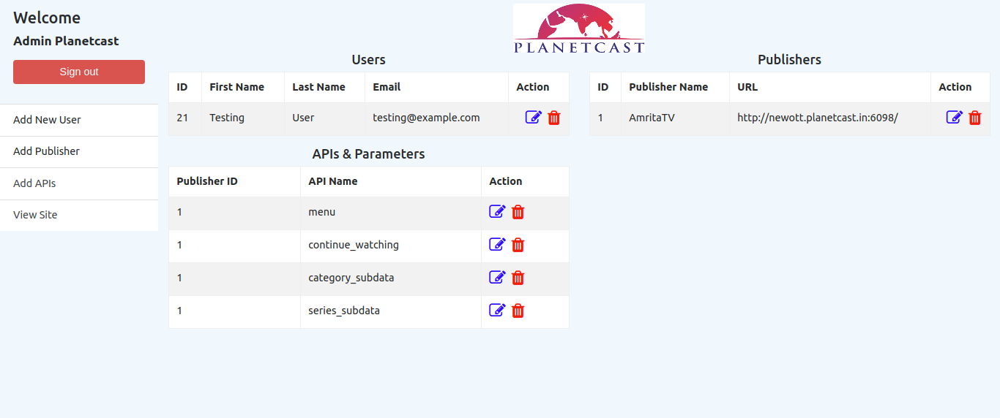 Welcome
Admin Planetcast
Sign out
Add New User
Add Publisher
Add APIs
View Site
PLANETCAST
Users
ID First Name Last Name Email Action
21 Testing User testing@example.com
Publishers
ID Publisher Name URL Action
1 AmritaTV http://newott.planetcast.in:6098/
APIs & Parameters
Publisher ID API Name Action
1 menu
1 continue_watching
1 category_subdata
1 series_subdata